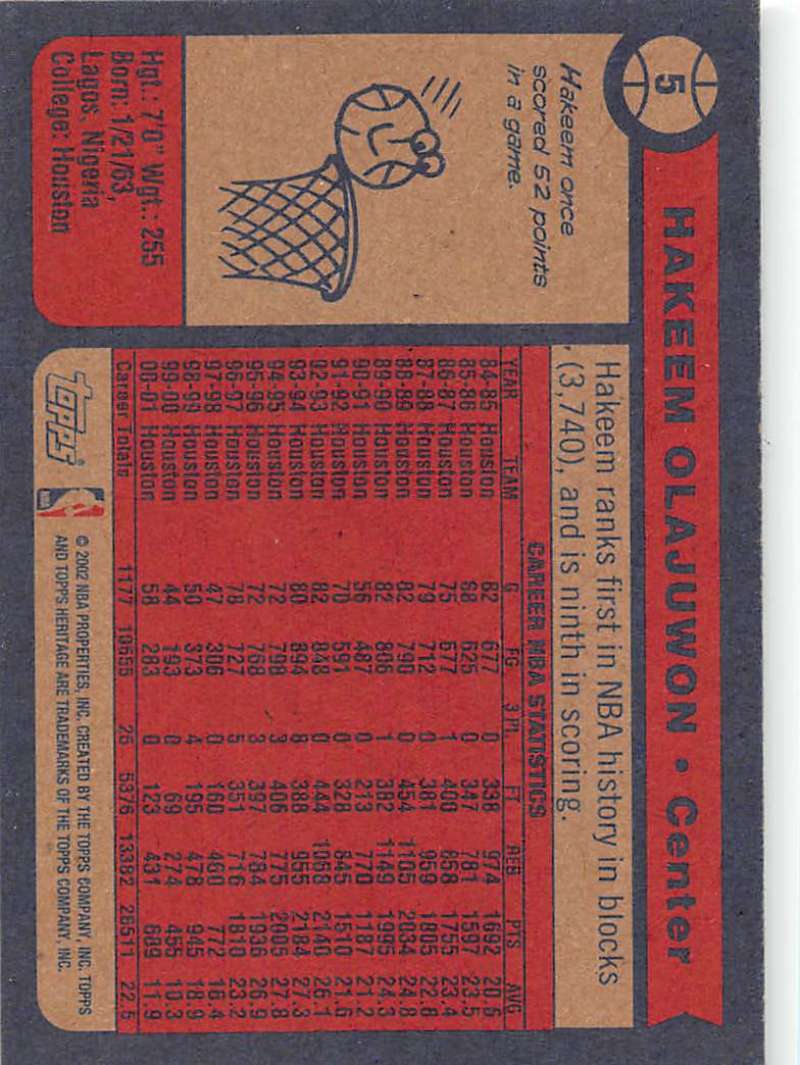 5
HAKEEM OLAJUWON • Center
Hakeem once
scored 52 points
in a game.
Hgt.: 7'0" Wgt.: 255
Born: 1/21/63,
Lagos, Nigeria
College: Houston
Hakeem ranks first in NBA history in blocks
(3,740), and is ninth in scoring.
CAREER NBA STATISTICS
YEAR TEAM G FG 3 PT. FT REB PTS AVG
84-85 Houston 82 677 0 338 974 1692 20.6
85-86 Houston 68 625 0 347 781 1597 23.5
86-87 Houston 75 677 1 400 858 1755 23.4
87-88 Houston 79 712 0 381 959 1805 22.8
88-89 Houston 82 790 0 454 1105 2034 24.8
89-90 Houston 82 806 1 382 1149 1995 24.3
90-91 Houston 56 487 0 213 770 1187 21.2
91-92 Houston 70 591 0 328 845 1510 21.6
92-93 Houston 82 848 0 444 1068 2140 26.1
93-94 Houston 80 894 8 388 955 2184 27.3
94-95 Houston 72 798 3 406 775 2005 27.8
95-96 Houston 72 768 3 397 784 1936 26.9
96-97 Houston 78 727 5 351 716 1810 23.2
97-98 Houston 47 306 0 160 460 772 16.4
98-99 Houston 50 373 4 195 478 945 18.9
99-00 Houston 44 193 0 69 274 455 10.3
00-01 Houston 58 283 0 123 431 689 11.9
Career Totals 1177 10555 25 5376 13382 26511 22.5
topps
© 2002 NBA PROPERTIES, INC. CREATED BY THE TOPPS COMPANY, INC. TOPPS
AND TOPPS HERITAGE ARE TRADEMARKS OF THE TOPPS COMPANY, INC.